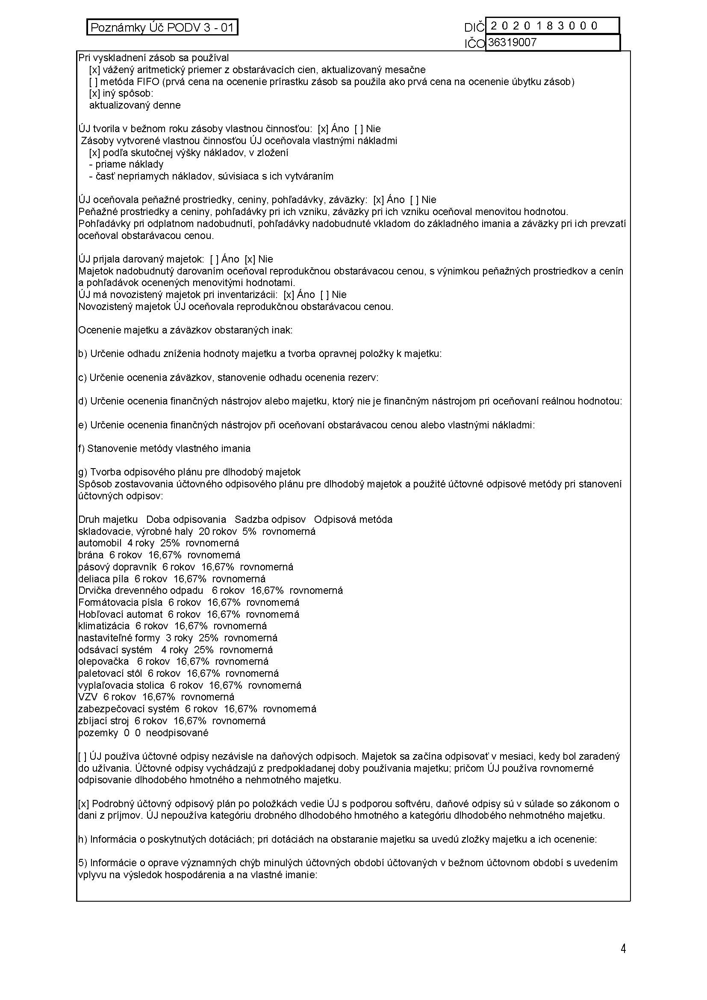 Poznámky Úč PODV 3 - 01
DIČ 2 0 2 0 1 8 3 0 0 0
IČO 36319007
Pri vyskladnení zásob sa používal
[x] vážený aritmetický priemer z obstarávacích cien, aktualizovaný mesačne
[ ] metóda FIFO (prvá cena na ocenenie prírastku zásob sa použila ako prvá cena na ocenenie úbytku zásob)
[x] iný spôsob:
aktualizovaný denne
ÚJ tvorila v bežnom roku zásoby vlastnou činnosťou: [x] Áno [ ] Nie
Zásoby vytvorené vlastnou činnosťou ÚJ oceňovala vlastnými nákladmi
[x] podľa skutočnej výšky nákladov, v zložení
- priame náklady
- časť nepriamych nákladov, súvisiaca s ich vytváraním
ÚJ oceňovala peňažné prostriedky, ceniny, pohľadávky, záväzky: [x] Áno [ ] Nie
Peňažné prostriedky a ceniny, pohľadávky pri ich vzniku, záväzky pri ich vzniku oceňoval menovitou hodnotou.
Pohľadávky pri odplatnom nadobudnutí, pohľadávky nadobudnuté vkladom do základného imania a záväzky pri ich prevzatí
oceňoval obstarávacou cenou.
ÚJ prijala darovaný majetok: [ ] Áno [x] Nie
Majetok nadobudnutý darovaním oceňoval reprodukčnou obstarávacou cenou, s výnimkou peňažných prostriedkov a cenín
a pohľadávok ocenených menovitými hodnotami.
ÚJ má novozistený majetok pri inventarizácii: [x] Áno [ ] Nie
Novozistený majetok ÚJ oceňovala reprodukčnou obstarávacou cenou.
Ocenenie majetku a záväzkov obstaraných inak:
b) Určenie odhadu zníženia hodnoty majetku a tvorba opravnej položky k majetku:
c) Určenie ocenenia záväzkov, stanovenie odhadu ocenenia rezerv:
d) Určenie ocenenia finančných nástrojov alebo majetku, ktorý nie je finančným nástrojom pri oceňovaní reálnou hodnotou:
e) Určenie ocenenia finančných nástrojov při oceňovaní obstarávacou cenou alebo vlastnými nákladmi:
f) Stanovenie metódy vlastného imania
g) Tvorba odpisového plánu pre dlhodobý majetok
Spôsob zostavovania účtovného odpisového plánu pre dlhodobý majetok a použité účtovné odpisové metódy pri stanovení
účtovných odpisov:
Druh majetku Doba odpisovania Sadzba odpisov Odpisová metóda
skladovacie, výrobné haly 20 rokov 5% rovnomerná
automobil 4 roky 25% rovnomerná
brána 6 rokov 16,67% rovnomerná
pásový dopravník 6 rokov 16,67% rovnomerná
deliaca píla 6 rokov 16,67% rovnomerná
Drvička drevenného odpadu 6 rokov 16,67% rovnomerná
Formátovacia písla 6 rokov 16,67% rovnomerná
Hobľovací automat 6 rokov 16,67% rovnomerná
klimatizácia 6 rokov 16,67% rovnomerná
nastaviteľné formy 3 roky 25% rovnomerná
odsávací systém 4 roky 25% rovnomerná
olepovačka 6 rokov 16,67% rovnomerná
paletovací stôl 6 rokov 16,67% rovnomerná
vyplaľovacia stolica 6 rokov 16,67% rovnomerná
VZV 6 rokov 16,67% rovnomerná
zabezpečovací systém 6 rokov 16,67% rovnomerná
zbíjací stroj 6 rokov 16,67% rovnomerná
pozemky 0 0 neodpisované
[ ] ÚJ používa účtovné odpisy nezávisle na daňových odpisoch. Majetok sa začína odpisovať v mesiaci, kedy bol zaradený
do užívania. Účtovné odpisy vychádzajú z predpokladanej doby používania majetku; pričom ÚJ používa rovnomerné
odpisovanie dlhodobého hmotného a nehmotného majetku.
[x] Podrobný účtovný odpisový plán po položkách vedie ÚJ s podporou softvéru, daňové odpisy sú v súlade so zákonom o
dani z príjmov. ÚJ nepoužíva kategóriu drobného dlhodobého hmotného a kategóriu dlhodobého nehmotného majetku.
h) Informácia o poskytnutých dotáciách; pri dotáciách na obstaranie majetku sa uvedú zložky majetku a ich ocenenie:
5) Informácie o oprave významných chýb minulých účtovných období účtovaných v bežnom účtovnom období s uvedením
vplyvu na výsledok hospodárenia a na vlastné imanie:
4